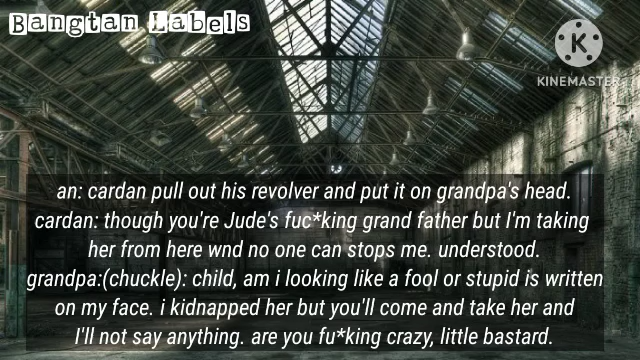 Bangtan Labels
K
KINEMASTER
an: cardan pull out his revolver and put it on grandpa's head.
cardan: though you're Jude's fuc*king grand father but I'm taking
her from here wnd no one can stops me. understood.
grandpa:(chuckle): child, am i looking like a fool or stupid is written
on my face. i kidnapped her but you'll come and take her and
I'll not say anything. are you fu*king crazy, little bastard.